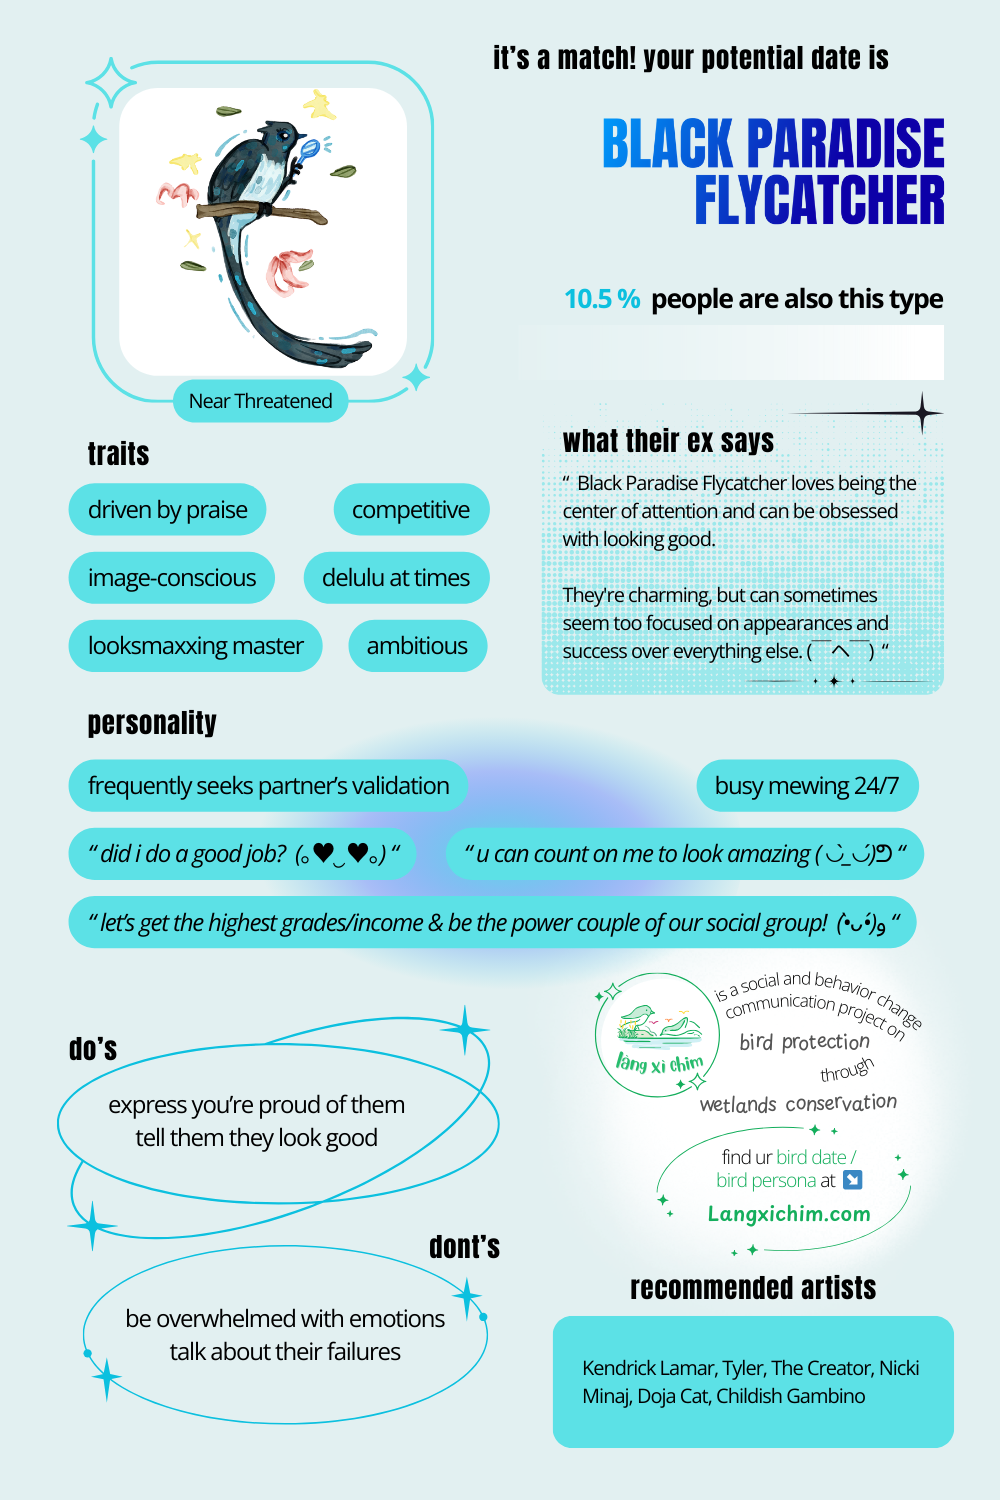 it's a match! your potential date is
BLACK PARADISE
FLYCATCHER
10.5 % people are also this type
Near Threatened
traits
driven by praise
competitive
image-conscious
delulu at times
looksmaxxing master
ambitious
what their ex says
“ Black Paradise Flycatcher loves being the
center of attention and can be obsessed
with looking good.
They're charming, but can sometimes
seem too focused on appearances and
success over everything else. (￣ヘ￣) “
personality
frequently seeks partner’s validation
busy mewing 24/7
“ did i do a good job? (｡♥‿♥｡) “
“ u can count on me to look amazing ( ◡̀_◡́)ᕤ “
“ let’s get the highest grades/income & be the power couple of our social group! (•̀ᴗ•́)و “
do’s
express you’re proud of them
tell them they look good
dont’s
be overwhelmed with emotions
talk about their failures
làng xì chim
is a social and behavior change
communication project on
bird protection
through
wetlands conservation
find ur bird date /
bird persona at ↘
Langxichim.com
recommended artists
Kendrick Lamar, Tyler, The Creator, Nicki
Minaj, Doja Cat, Childish Gambino